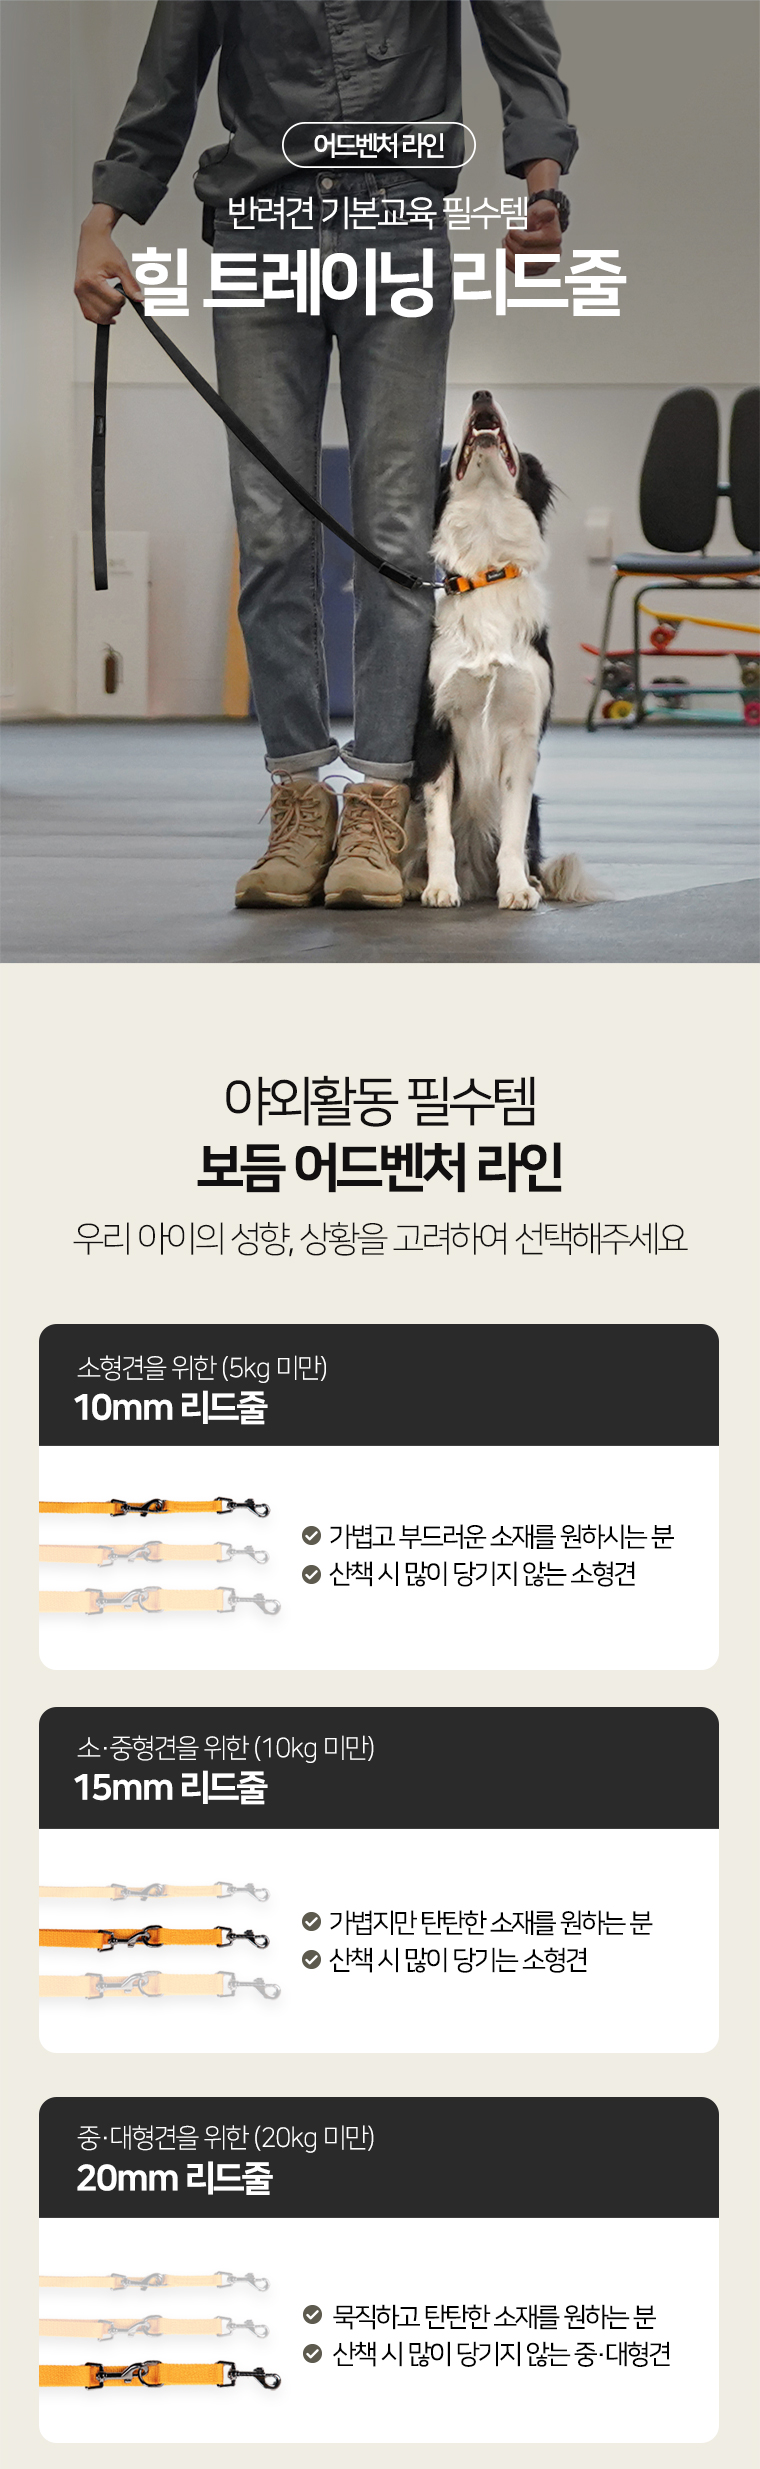 어드벤처 라인
반려견 기본교육 필수템
힐 트레이닝 리드줄
야외활동 필수템
보듬 어드벤처 라인
우리 아이의 성향, 상황을 고려하여 선택해주세요
소형견을 위한 (5kg 미만)
10mm 리드줄
가볍고 부드러운 소재를 원하시는 분
산책 시 많이 당기지 않는 소형견
소·중형견을 위한 (10kg 미만)
15mm 리드줄
가볍지만 탄탄한 소재를 원하는 분
산책 시 많이 당기는 소형견
중·대형견을 위한 (20kg 미만)
20mm 리드줄
묵직하고 탄탄한 소재를 원하는 분
산책 시 많이 당기지 않는 중·대형견